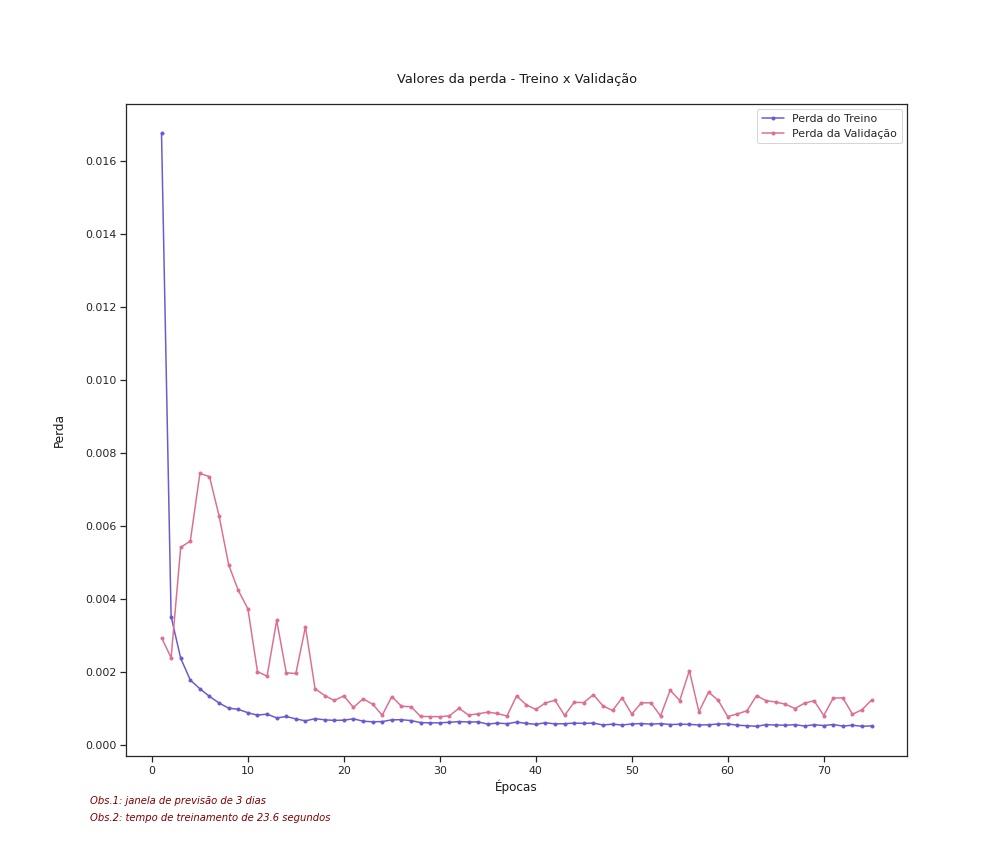 Valores da perda - Treino x Validação
Perda do Treino
Perda da Validação
0.016
0.014
0.012
0.010
0.008
0.006
0.004
0.002
0.000
Perda
0 10 20 30 40 50 60 70
Épocas
Obs.1: janela de previsão de 3 dias
Obs.2: tempo de treinamento de 23.6 segundos